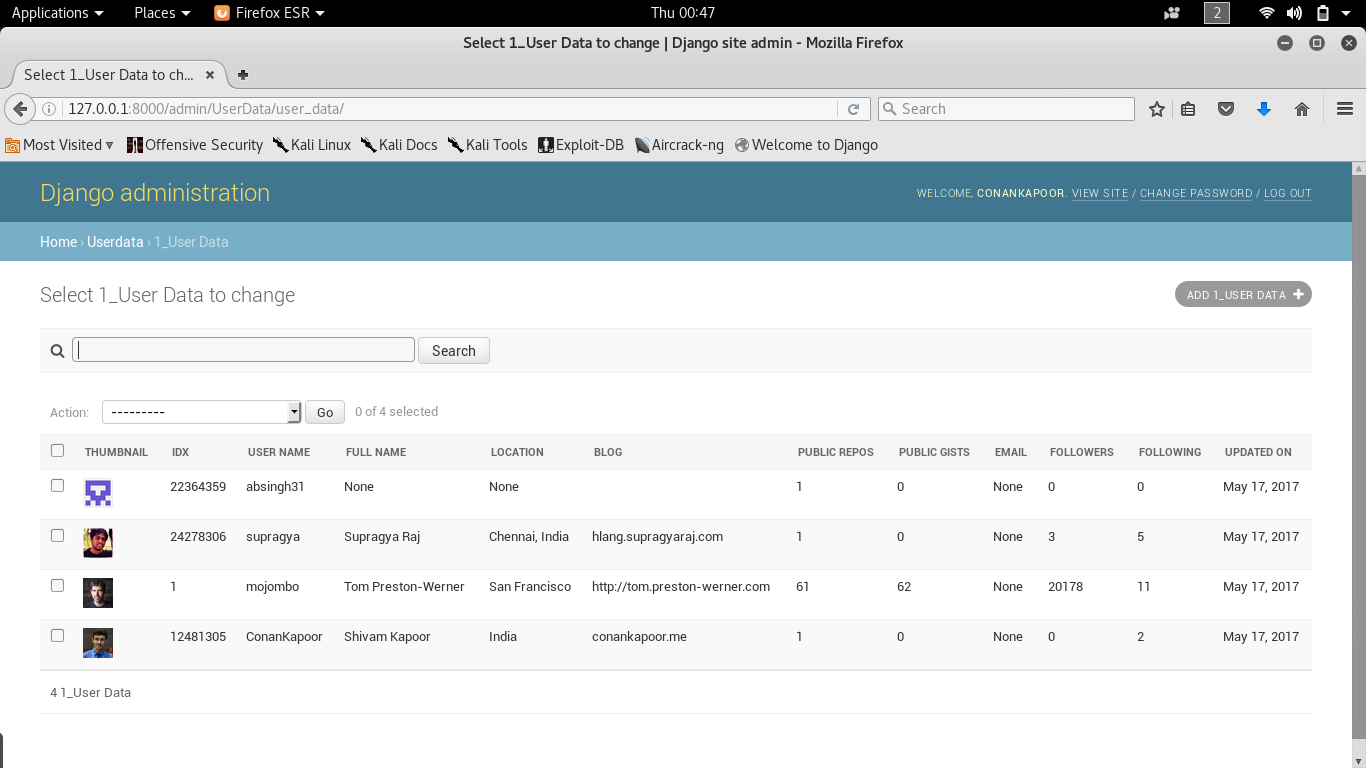 Applications Places Firefox ESR Thu 00:47 2
Select 1_User Data to change | Django site admin - Mozilla Firefox
Select 1_User Data to ch...
127.0.0.1:8000/admin/UserData/user_data/ Search
Most Visited Offensive Security Kali Linux Kali Docs Kali Tools Exploit-DB Aircrack-ng Welcome to Django
Django administration WELCOME, CONANKAPOOR. VIEW SITE / CHANGE PASSWORD / LOG OUT
Home › Userdata › 1_User Data
Select 1_User Data to change ADD 1_USER DATA +
Search
Action: --------- Go 0 of 4 selected
THUMBNAIL IDX USER NAME FULL NAME LOCATION BLOG PUBLIC REPOS PUBLIC GISTS EMAIL FOLLOWERS FOLLOWING UPDATED ON
22364359 absingh31 None None 1 0 None 0 0 May 17, 2017
24278306 supragya Supragya Raj Chennai, India hlang.supragyaraj.com 1 0 None 3 5 May 17, 2017
1 mojombo Tom Preston-Werner San Francisco http://tom.preston-werner.com 61 62 None 20178 11 May 17, 2017
12481305 ConanKapoor Shivam Kapoor India conankapoor.me 1 0 None 0 2 May 17, 2017
4 1_User Data